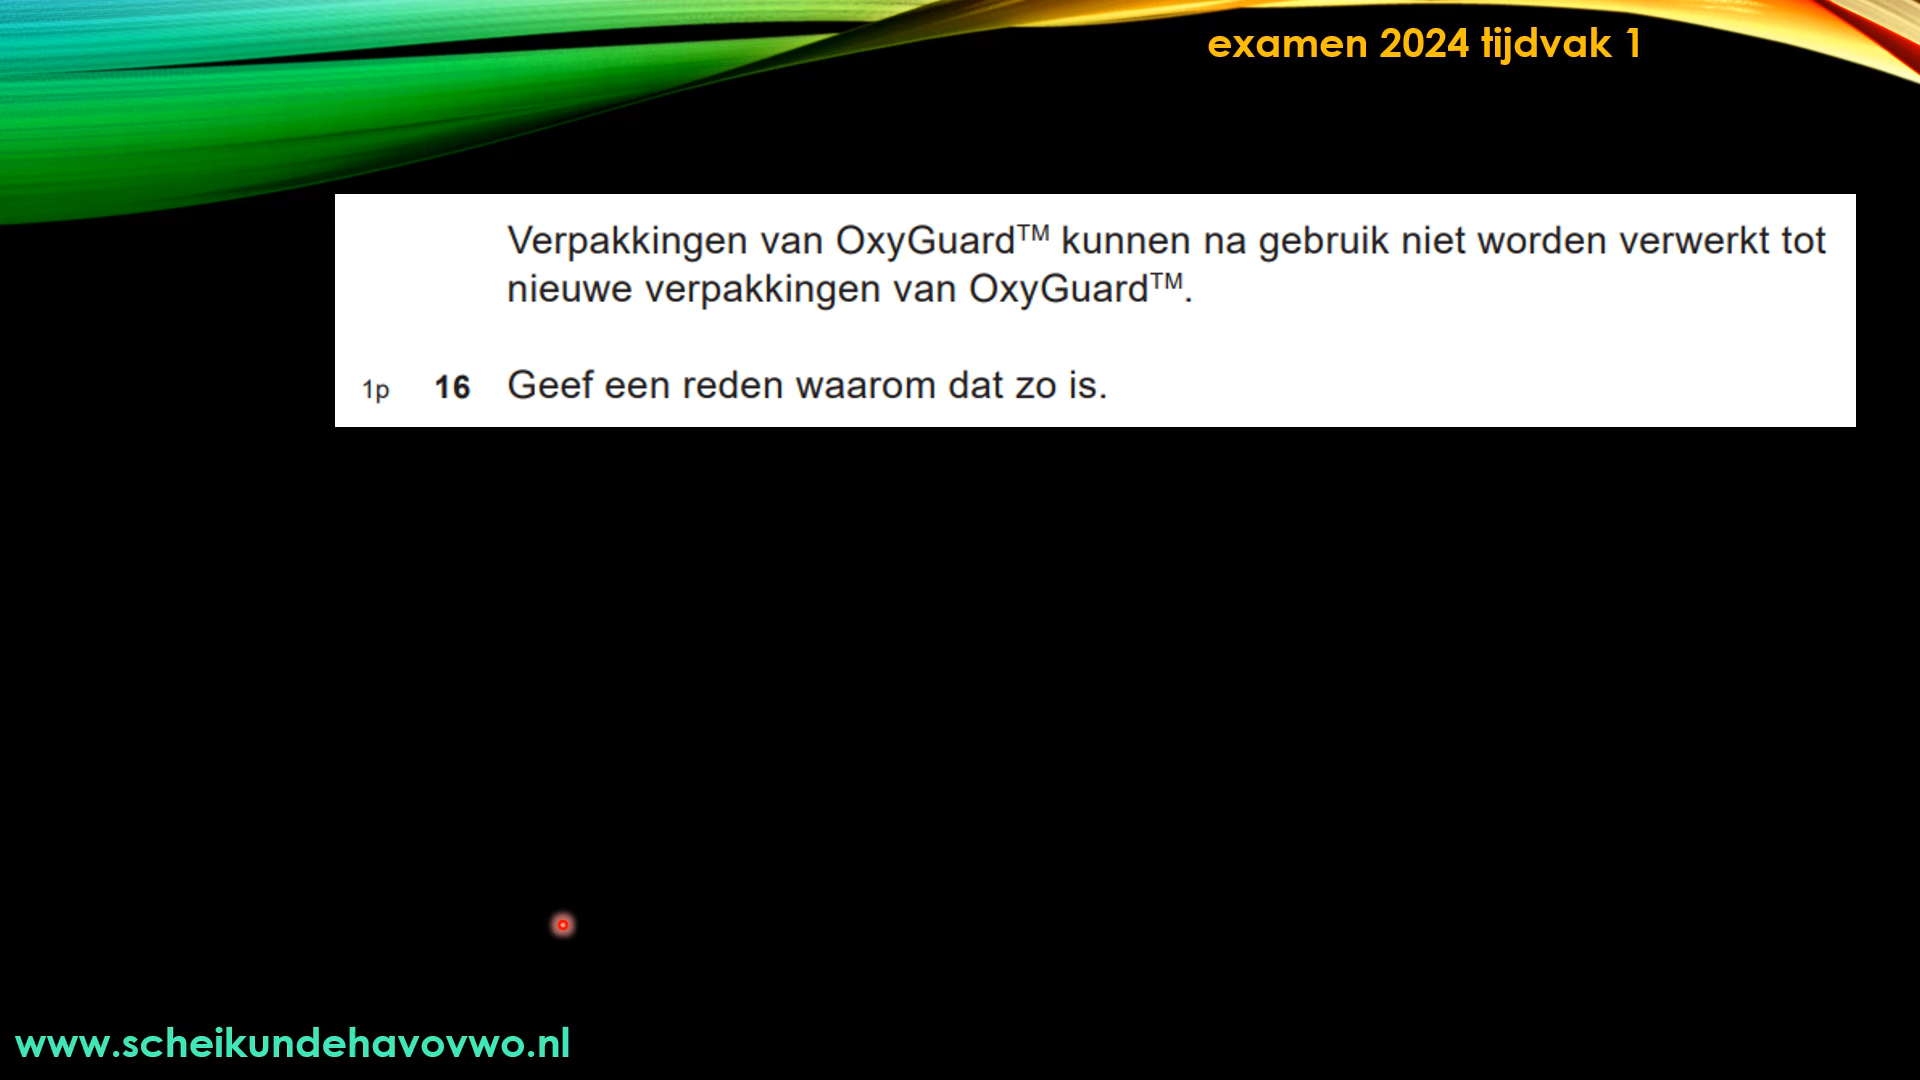 examen 2024 tijdvak 1
Verpakkingen van OxyGuard™ kunnen na gebruik niet worden verwerkt tot
nieuwe verpakkingen van OxyGuard™.
1p 16 Geef een reden waarom dat zo is.
www.scheikundehavovwo.nl